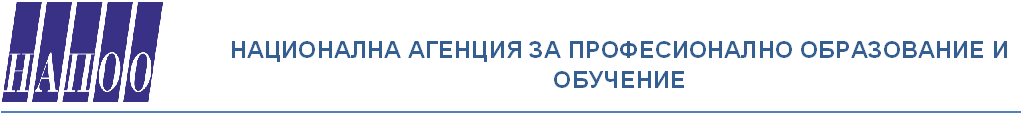 НАПОО
НАЦИОНАЛНА АГЕНЦИЯ ЗА ПРОФЕСИОНАЛНО ОБРАЗОВАНИЕ И
ОБУЧЕНИЕ